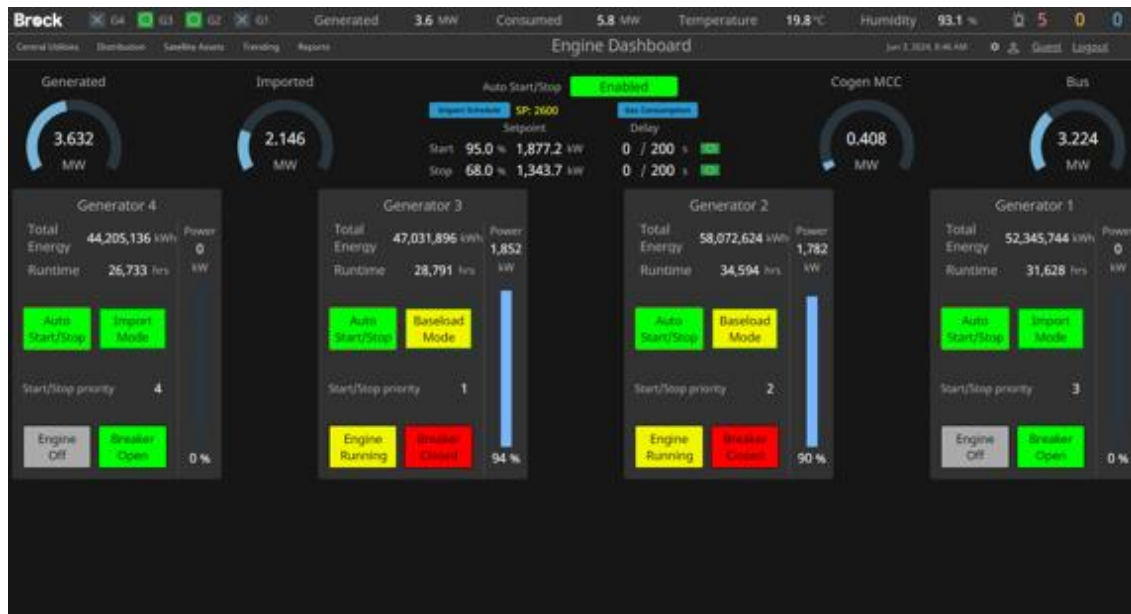 Brock G4 G3 G2 G1 Generated 3.6 MW Consumed 5.8 MW Temperature 19.8 °C Humidity 93.1 % 5 0 0
Central Utilities Distribution Satellite Assets Trending Reports Engine Dashboard Jun 3, 2024, 8:46 AM Guest Logout
Generated Imported Auto Start/Stop Enabled Cogen MCC Bus
Import Schedule SP: 2600 Gas Consumption
Setpoint Delay
3.632 MW
2.146 MW
Start 95.0 % 1,877.2 kW 0 / 200 s
Stop 68.0 % 1,343.7 kW 0 / 200 s
0.408 MW
3.224 MW
Generator 4
Total Energy 44,205,136 kWh
Power 0 kW
Runtime 26,733 hrs
Auto Start/Stop
Import Mode
Start/Stop priority 4
Engine Off
Breaker Open
0 %
Generator 3
Total Energy 47,031,896 kWh
Power 1,852 kW
Runtime 28,791 hrs
Auto Start/Stop
Baseload Mode
Start/Stop priority 1
Engine Running
Breaker Closed
94 %
Generator 2
Total Energy 58,072,624 kWh
Power 1,782 kW
Runtime 34,594 hrs
Auto Start/Stop
Baseload Mode
Start/Stop priority 2
Engine Running
Breaker Closed
90 %
Generator 1
Total Energy 52,345,744 kWh
Power 0 kW
Runtime 31,628 hrs
Auto Start/Stop
Import Mode
Start/Stop priority 3
Engine Off
Breaker Open
0 %